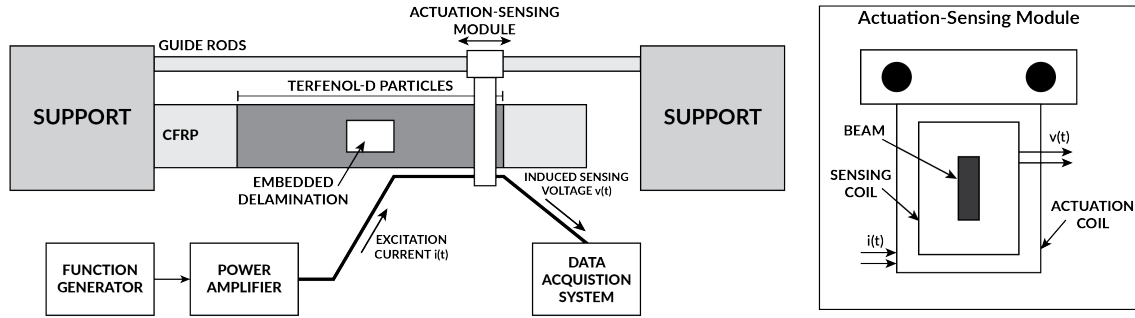 ACTUATION-SENSING
MODULE
GUIDE RODS
TERFENOL-D PARTICLES
SUPPORT
CFRP
SUPPORT
EMBEDDED
DELAMINATION
INDUCED SENSING
VOLTAGE v(t)
EXCITATION
CURRENT i(t)
FUNCTION
GENERATOR
POWER
AMPLIFIER
DATA
ACQUISTION
SYSTEM
Actuation-Sensing Module
BEAM
v(t)
SENSING
COIL
ACTUATION
COIL
i(t)